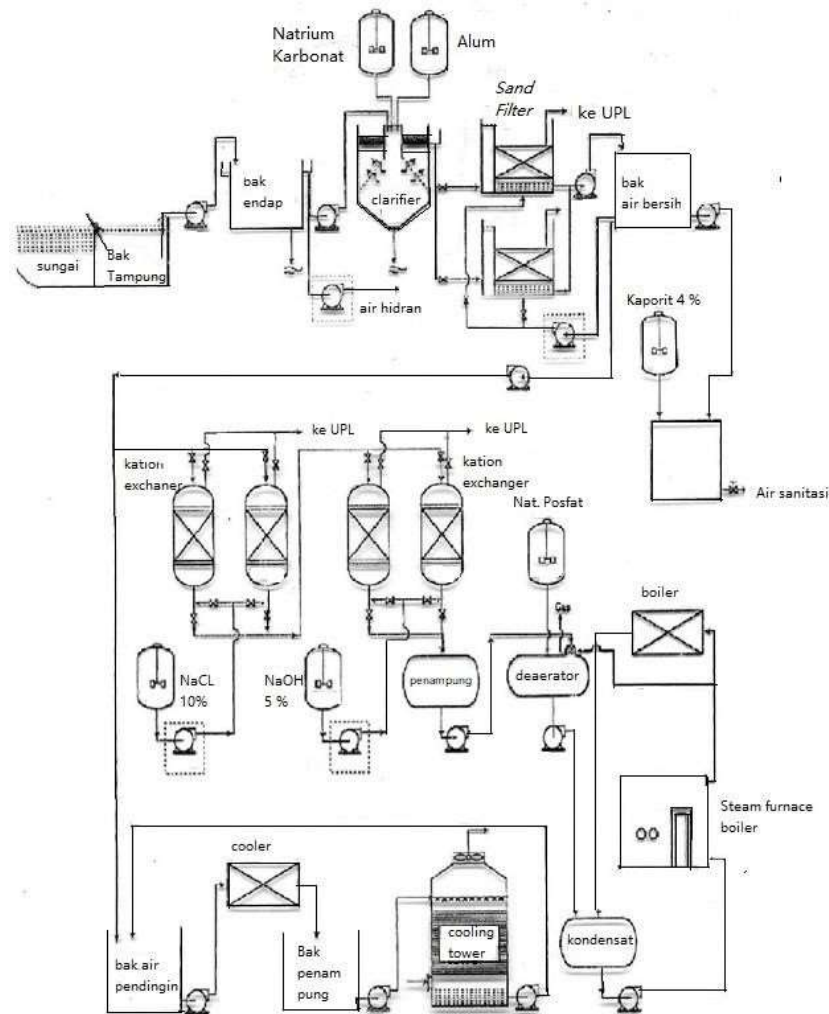 Natrium
Karbonat
Alum
Sand
Filter
ke UPL
bak
endap
clarifier
bak
air bersih
sungai
Bak
Tampung
air hidran
Kaporit 4 %
ke UPL
ke UPL
kation
exchaner
kation
exchanger
Air sanitasi
Nat. Posfat
boiler
Gas
NaCL
10%
NaOH
5 %
penampung
deaerator
Steam furnace
boiler
cooler
bak air
pendingin
Bak
penam
pung
cooling
tower
kondensat